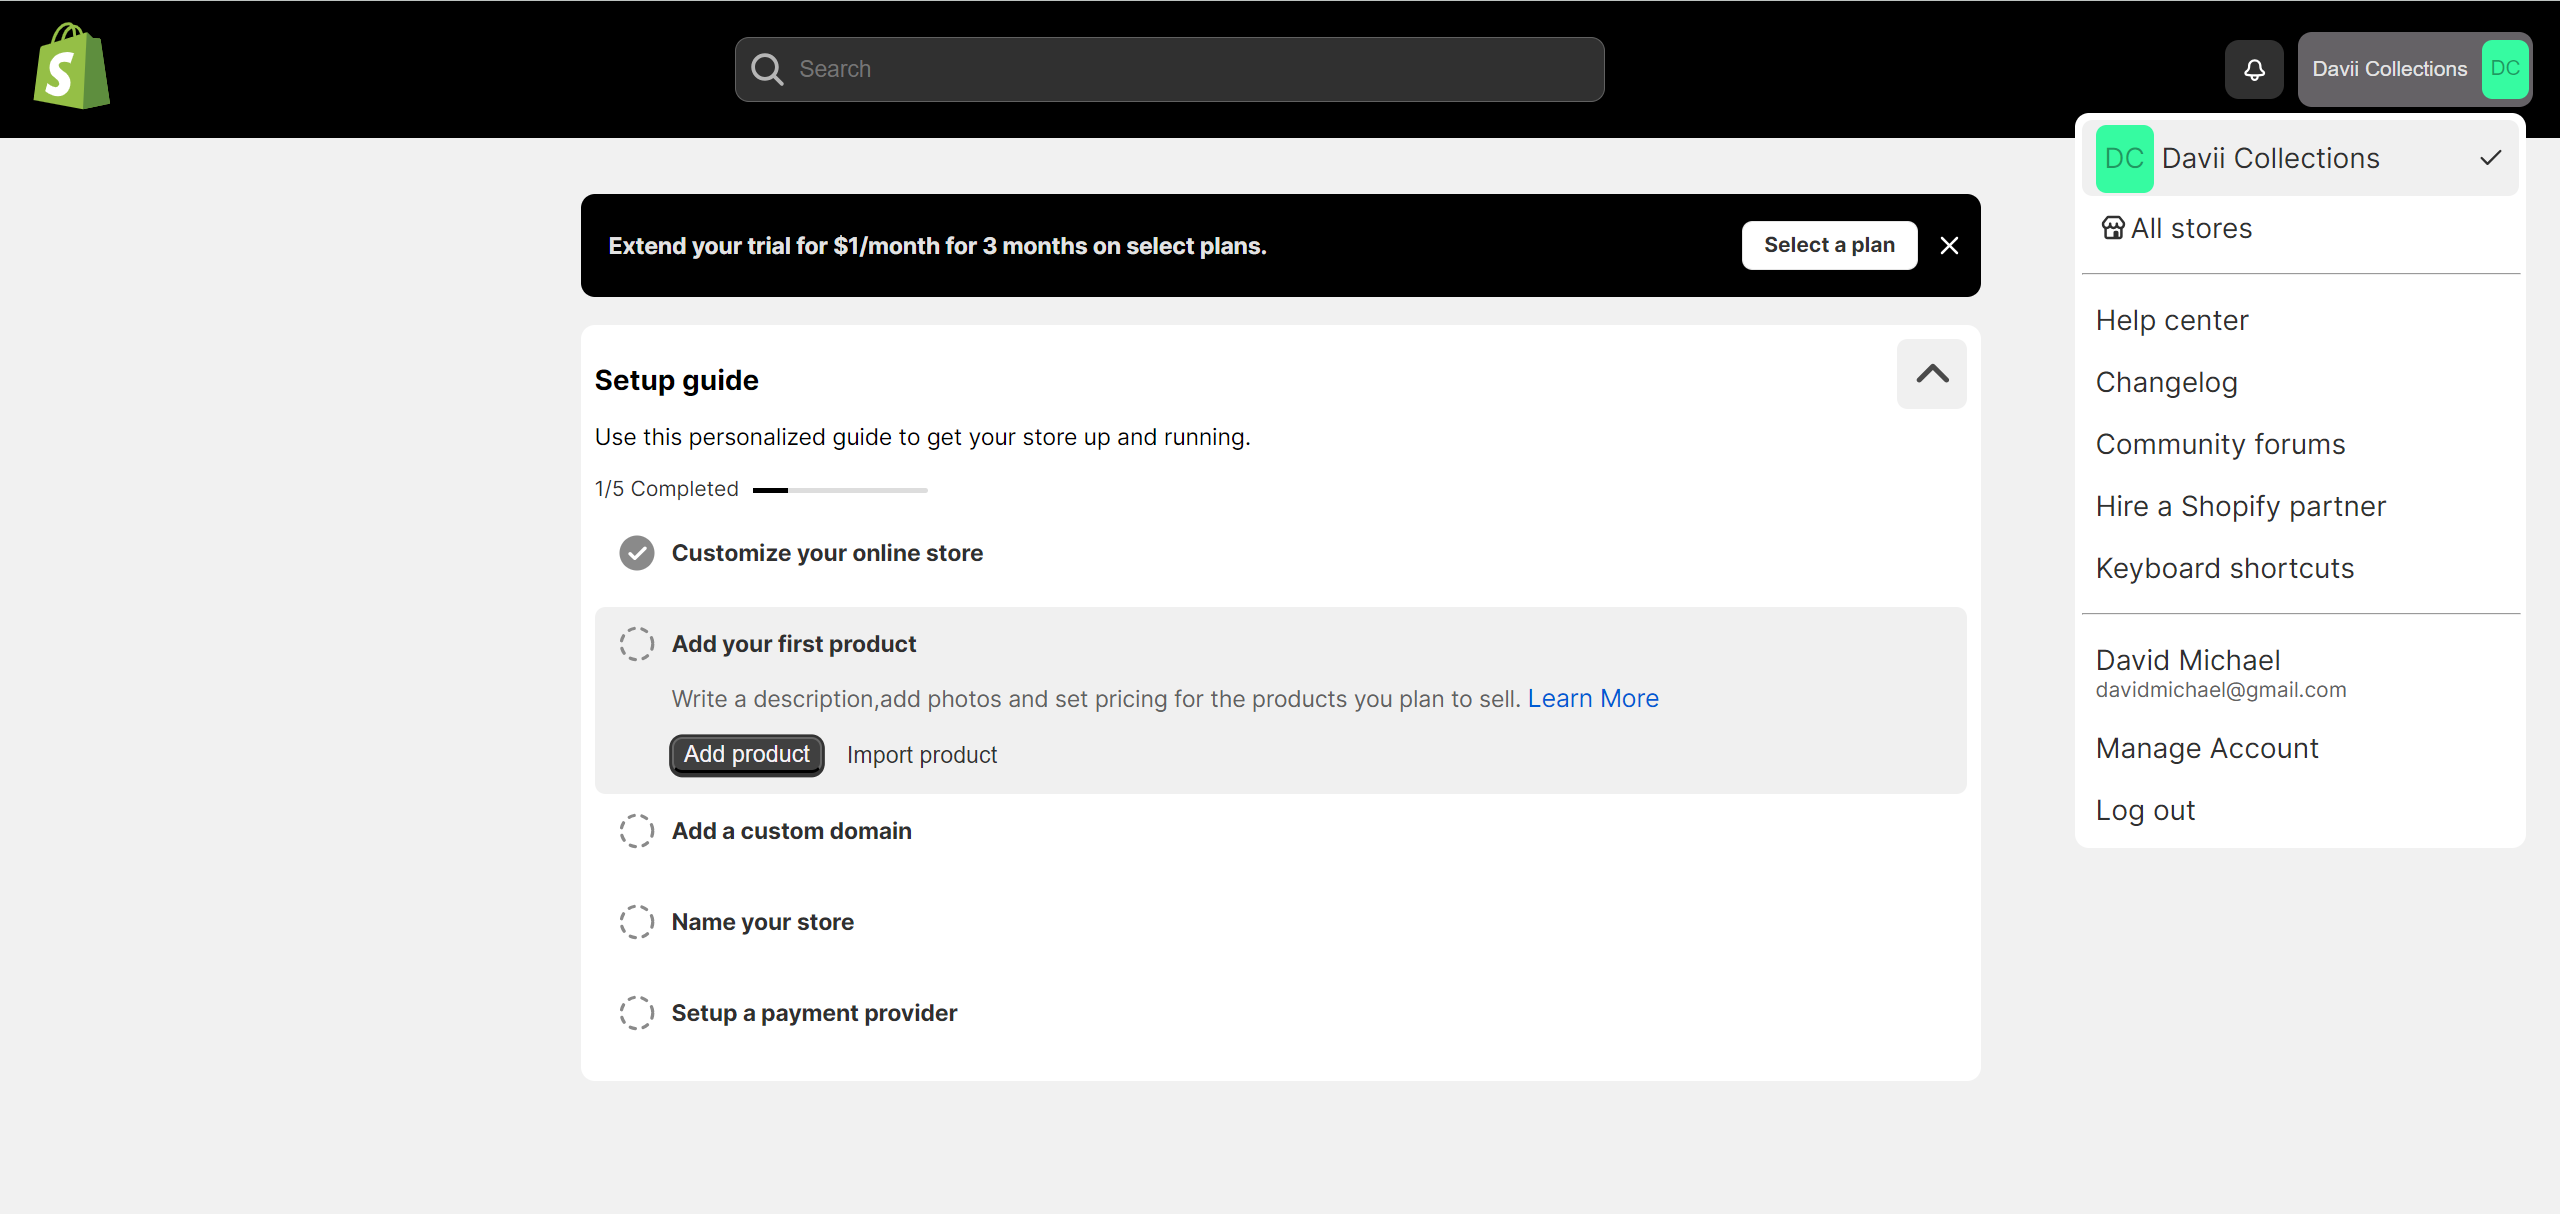 S
Search
Davii Collections
DC
DC Davii Collections
All stores
Extend your trial for $1/month for 3 months on select plans.
Select a plan
Setup guide
Use this personalized guide to get your store up and running.
1/5 Completed
Customize your online store
Add your first product
Write a description,add photos and set pricing for the products you plan to sell. Learn More
Add product
Import product
Add a custom domain
Name your store
Setup a payment provider
Help center
Changelog
Community forums
Hire a Shopify partner
Keyboard shortcuts
David Michael
davidmichael@gmail.com
Manage Account
Log out